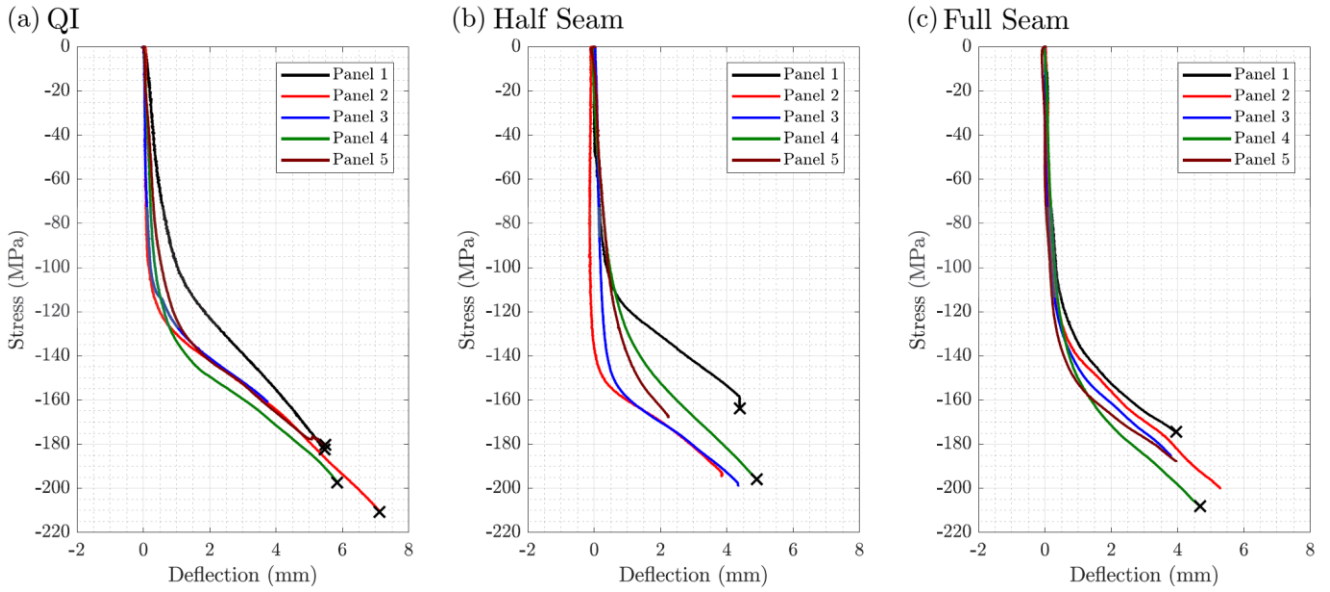 (a) QI
0
-20
-40
-60
-80
-100
-120
-140
-160
-180
-200
-220
Stress (MPa)
-2 0 2 4 6 8
Deflection (mm)
Panel 1
Panel 2
Panel 3
Panel 4
Panel 5
(b) Half Seam
0
-20
-40
-60
-80
-100
-120
-140
-160
-180
-200
-220
Stress (MPa)
-2 0 2 4 6 8
Deflection (mm)
Panel 1
Panel 2
Panel 3
Panel 4
Panel 5
(c) Full Seam
0
-20
-40
-60
-80
-100
-120
-140
-160
-180
-200
-220
Stress (MPa)
-2 0 2 4 6 8
Deflection (mm)
Panel 1
Panel 2
Panel 3
Panel 4
Panel 5